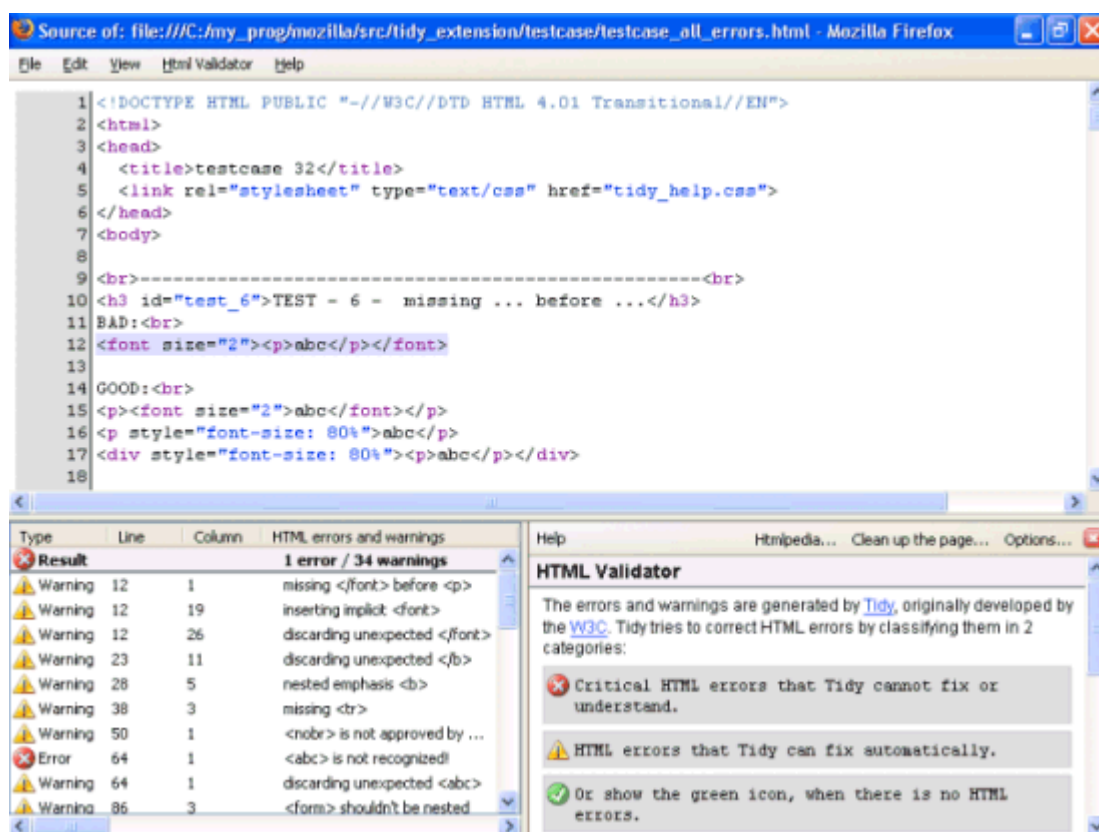 Source of: file:///C:/my_prog/mozilla/src/tidy_extension/testcase/testcase_all_errors.html - Mozilla Firefox
File Edit View Html Validator Help
1 <!DOCTYPE HTML PUBLIC "-//W3C//DTD HTML 4.01 Transitional//EN">
2 <html>
3 <head>
4 <title>testcase 32</title>
5 <link rel="stylesheet" type="text/css" href="tidy_help.css">
6 </head>
7 <body>
8
9 <br>---------------------------------------------------<br>
10 <h3 id="test_6">TEST - 6 - missing ... before ...</h3>
11 BAD:<br>
12 <font size="2"><p>abc</p></font>
13
14 GOOD:<br>
15 <p><font size="2">abc</font></p>
16 <p style="font-size: 80%">abc</p>
17 <div style="font-size: 80%"><p>abc</p></div>
18
Type Line Column HTML errors and warnings
Result 1 error / 34 warnings
Warning 12 1 missing </font> before <p>
Warning 12 19 inserting implicit <font>
Warning 12 26 discarding unexpected </font>
Warning 23 11 discarding unexpected </b>
Warning 28 5 nested emphasis <b>
Warning 38 3 missing <tr>
Warning 50 1 <nobr> is not approved by ...
Error 64 1 <abc> is not recognized!
Warning 64 1 discarding unexpected <abc>
Warning 86 3 <form> shouldn't be nested
Help Htmlpedia... Clean up the page... Options...
HTML Validator
The errors and warnings are generated by Tidy, originally developed by
the W3C. Tidy tries to correct HTML errors by classifying them in 2
categories:
Critical HTML errors that Tidy cannot fix or
understand.
HTML errors that Tidy can fix automatically.
Or show the green icon, when there is no HTML
errors.